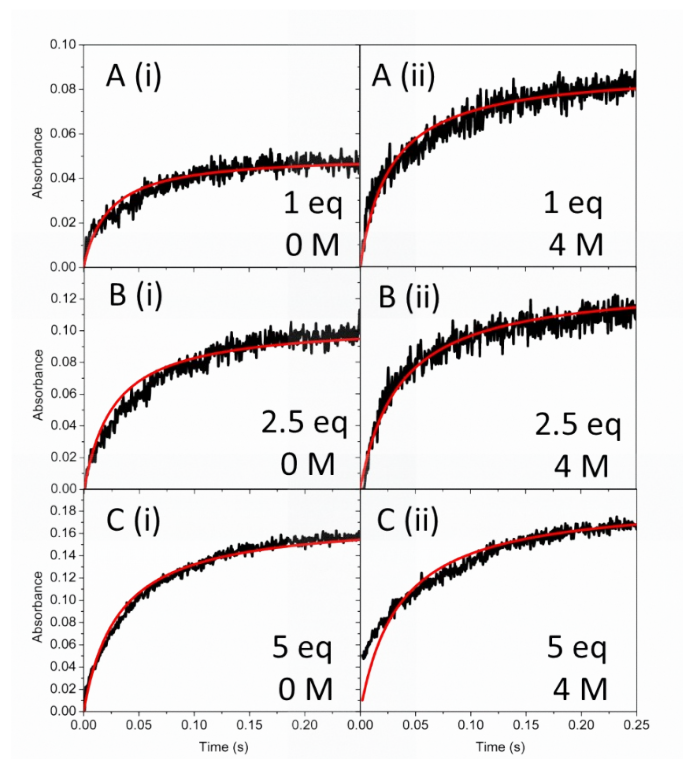 0.10
0.08
0.06
0.04
0.02
0.00
Absorbance
A (i)
1 eq
0 M
A (ii)
1 eq
4 M
0.12
0.10
0.08
0.06
0.04
0.02
0.00
Absorbance
B (i)
2.5 eq
0 M
B (ii)
2.5 eq
4 M
0.18
0.16
0.14
0.12
0.10
0.08
0.06
0.04
0.02
0.00
Absorbance
C (i)
5 eq
0 M
C (ii)
5 eq
4 M
0.00 0.05 0.10 0.15 0.20 0.00 0.05 0.10 0.15 0.20 0.25
Time (s) Time (s)